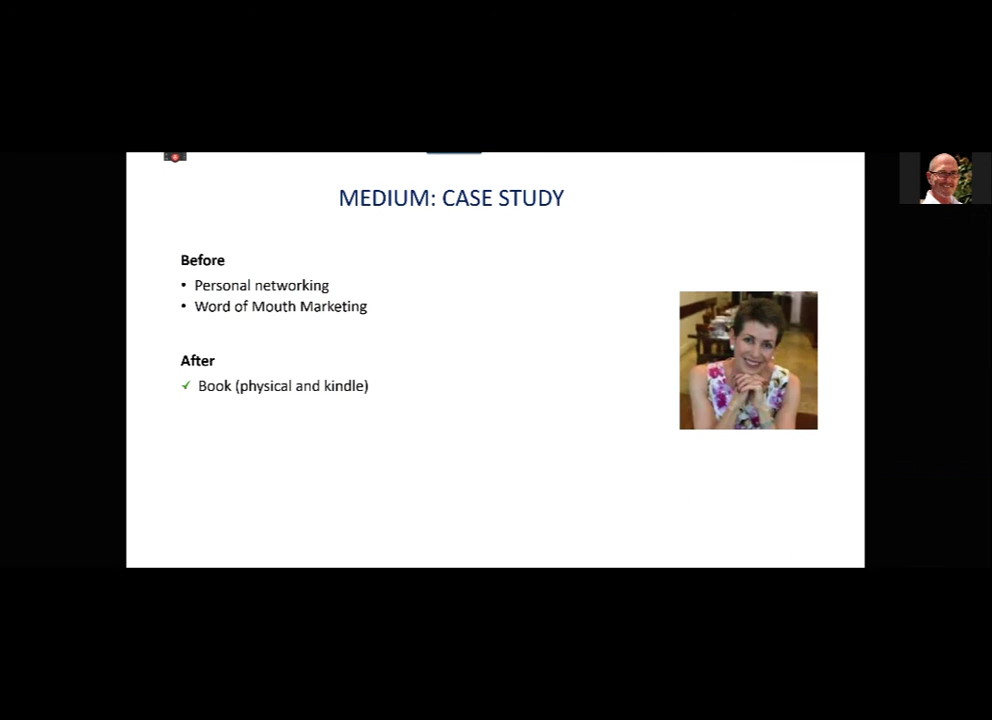 MEDIUM: CASE STUDY
Before
• Personal networking
• Word of Mouth Marketing
After
✓ Book (physical and kindle)